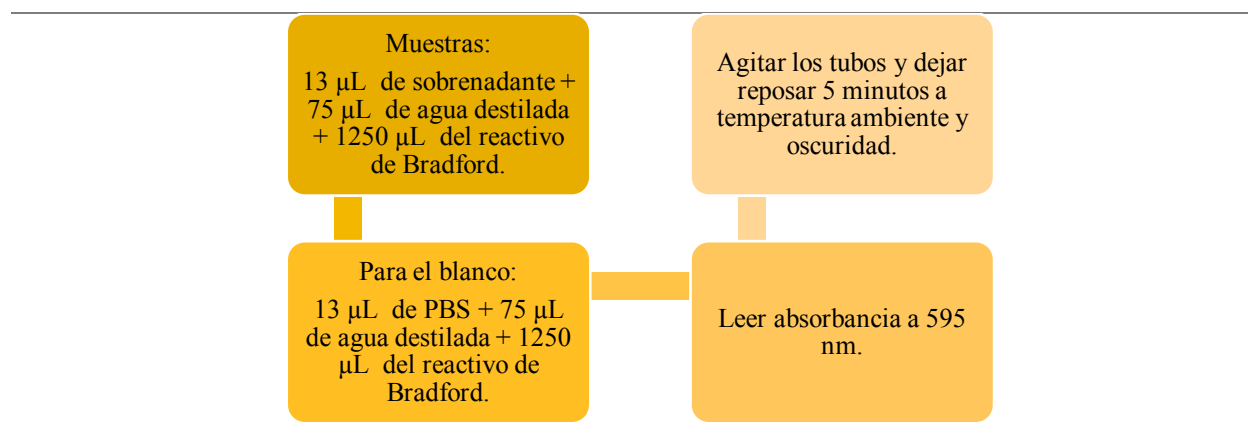 Muestras:
13 μL de sobrenadante +
75 μL de agua destilada
+ 1250 μL del reactivo
de Bradford.
Para el blanco:
13 μL de PBS + 75 μL
de agua destilada + 1250
μL del reactivo de
Bradford.
Leer absorbancia a 595
nm.
Agitar los tubos y dejar
reposar 5 minutos a
temperatura ambiente y
oscuridad.